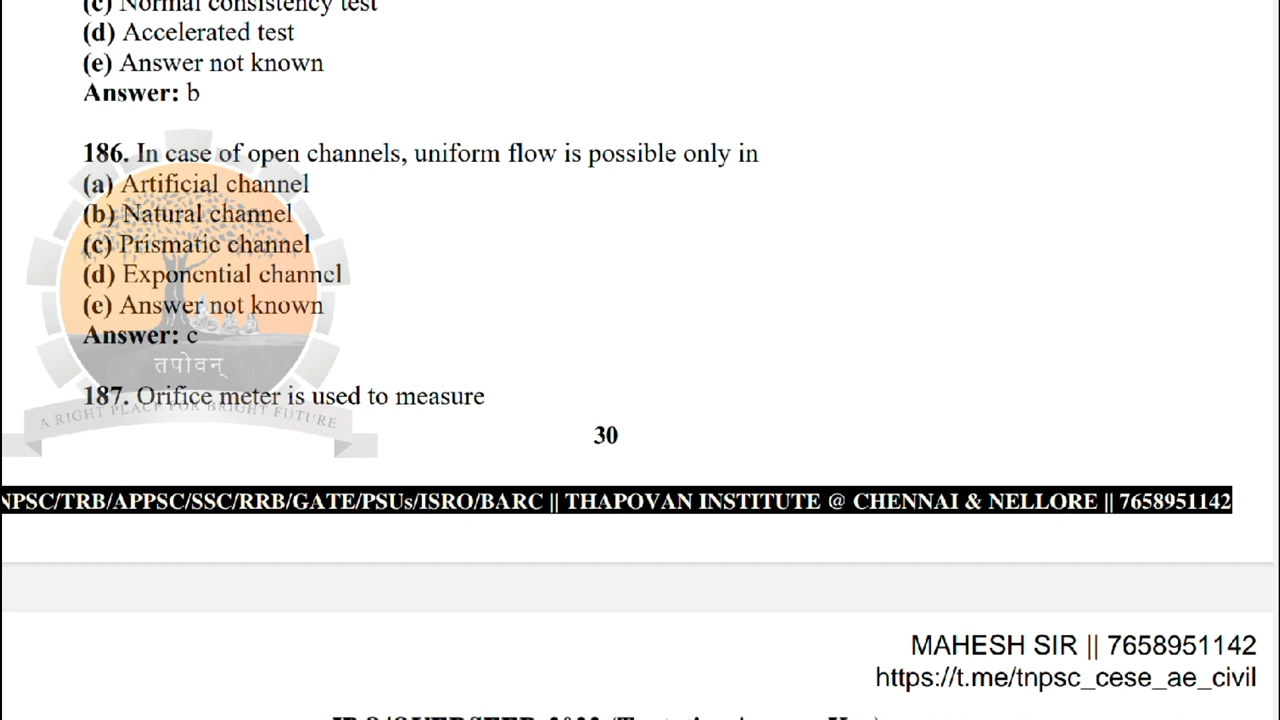 (c) Normal consistency test
(d) Accelerated test
(e) Answer not known
Answer: b
186. In case of open channels, uniform flow is possible only in
(a) Artificial channel
(b) Natural channel
(c) Prismatic channel
(d) Exponential channel
(e) Answer not known
Answer: c
तपोवन्
187. Orifice meter is used to measure
A RIGHT PLACE FOR BRIGHT FUTURE
30
NPSC/TRB/APPSC/SSC/RRB/GATE/PSUs/ISRO/BARC || THAPOVAN INSTITUTE @ CHENNAI & NELLORE || 7658951142
MAHESH SIR || 7658951142
https://t.me/tnpsc_cese_ae_civil